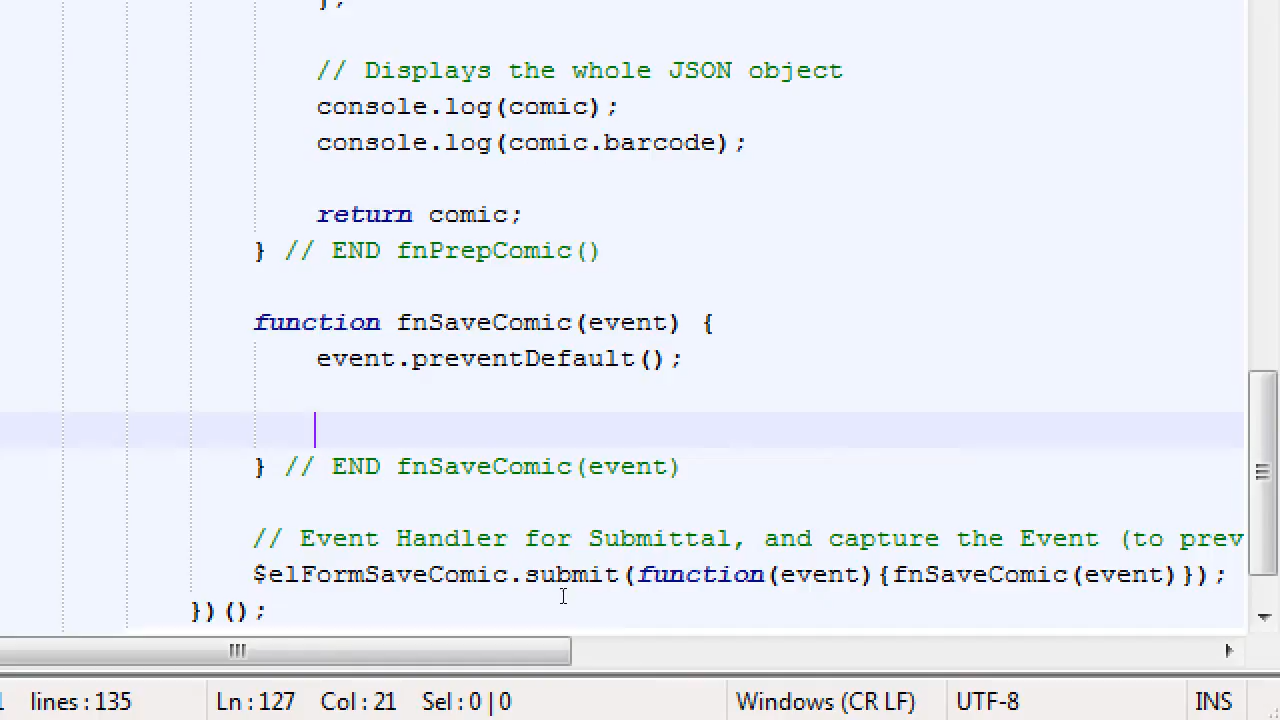 };
// Displays the whole JSON object
console.log(comic);
console.log(comic.barcode);
return comic;
} // END fnPrepComic()
function fnSaveComic(event) {
event.preventDefault();
} // END fnSaveComic(event)
// Event Handler for Submittal, and capture the Event (to prev
$elFormSaveComic.submit(function(event){fnSaveComic(event)});
})();
lines : 135 Ln : 127 Col : 21 Sel : 0 | 0 Windows (CR LF) UTF-8 INS